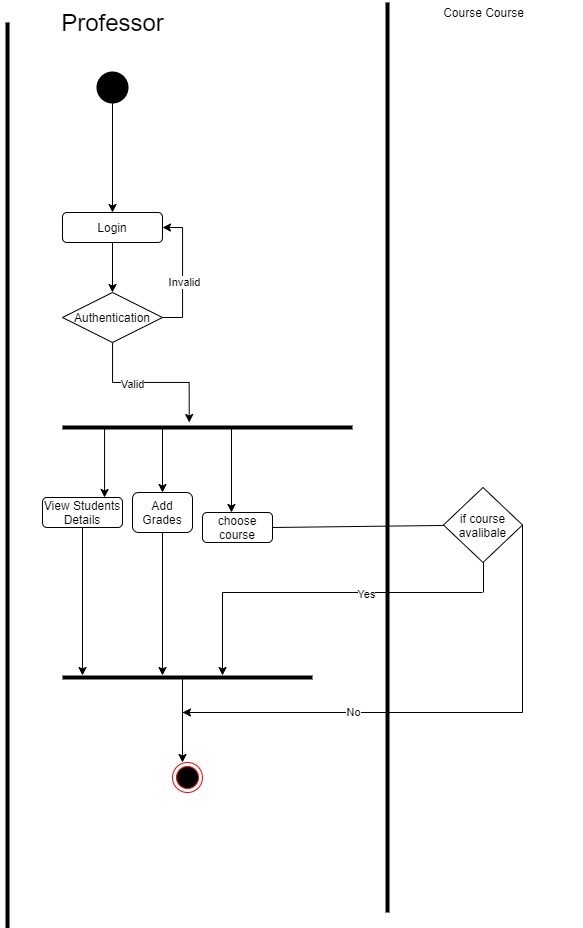 Professor
Course Course
Login
Invalid
Authentication
Valid
View Students
Details
Add
Grades
choose
course
if course
avalibale
Yes
No